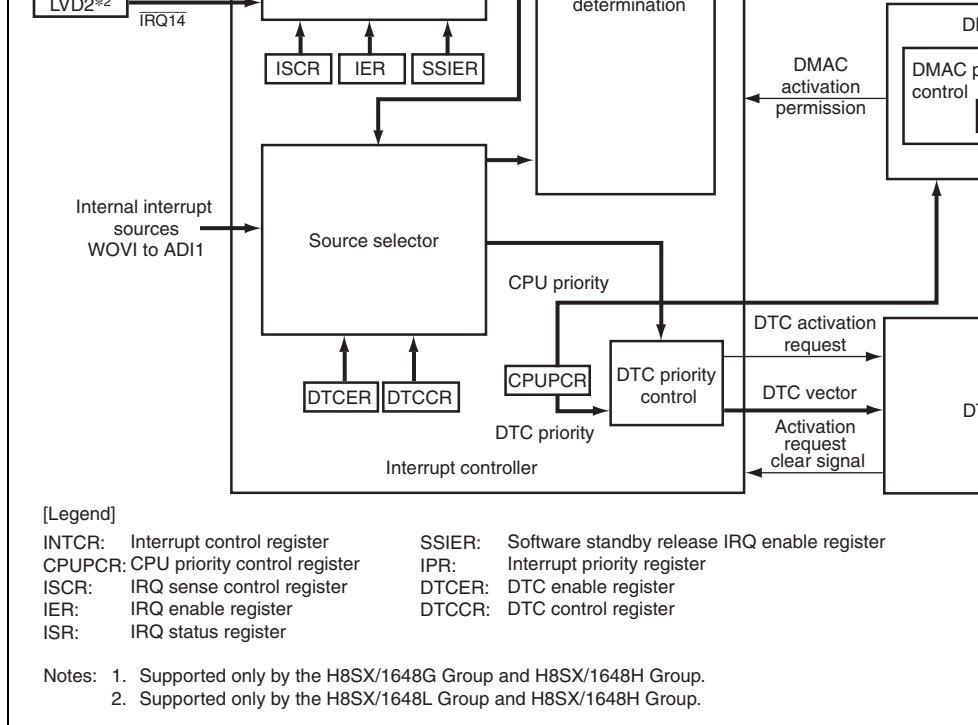 LVD2*2
IRQ14
determination
ISCR
IER
SSIER
DMAC
activation
permission
control
Internal interrupt
sources
WOVI to ADI1
Source selector
CPU priority
DTC activation
request
CPUPCR
DTC priority
control
DTCER
DTCCR
DTC vector
DTC priority
Activation
request
clear signal
Interrupt controller
[Legend]
INTCR: Interrupt control register
CPUPCR: CPU priority control register
ISCR: IRQ sense control register
IER: IRQ enable register
ISR: IRQ status register
SSIER: Software standby release IRQ enable register
IPR: Interrupt priority register
DTCER: DTC enable register
DTCCR: DTC control register
Notes: 1. Supported only by the H8SX/1648G Group and H8SX/1648H Group.
2. Supported only by the H8SX/1648L Group and H8SX/1648H Group.